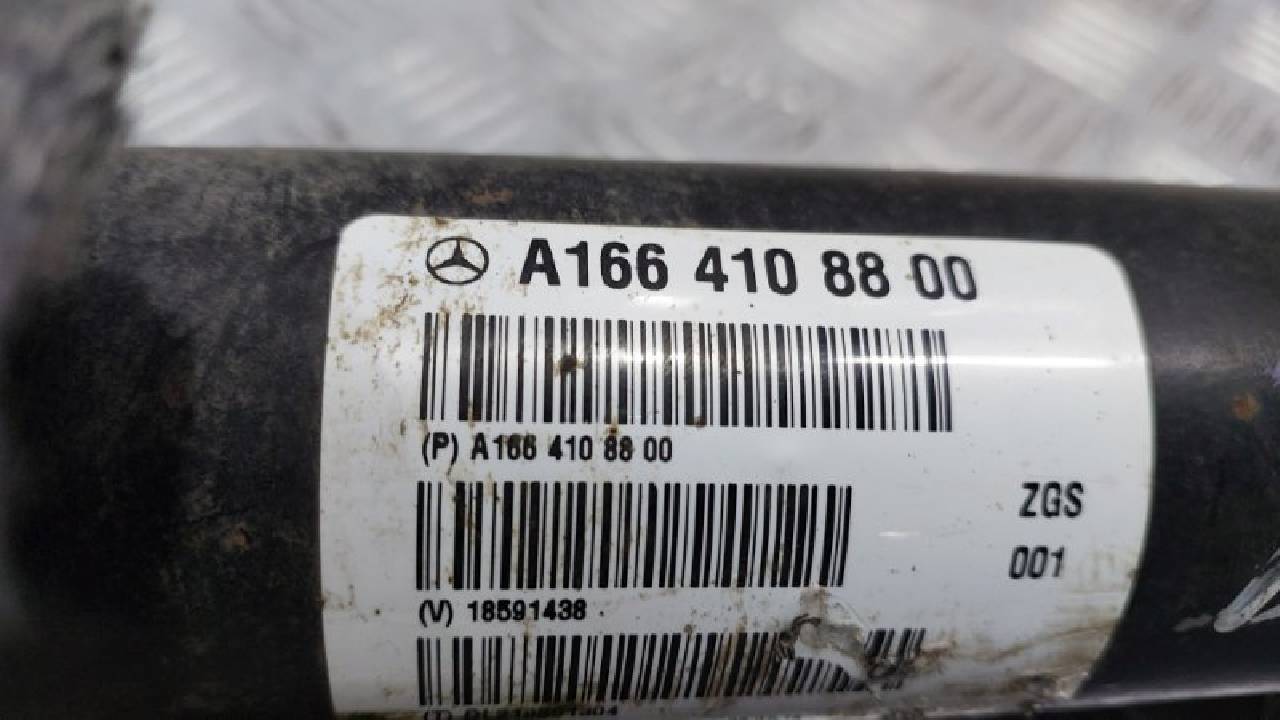 A166 410 88 00
(P) A166 410 88 00
ZGS
001
(V) 18591438